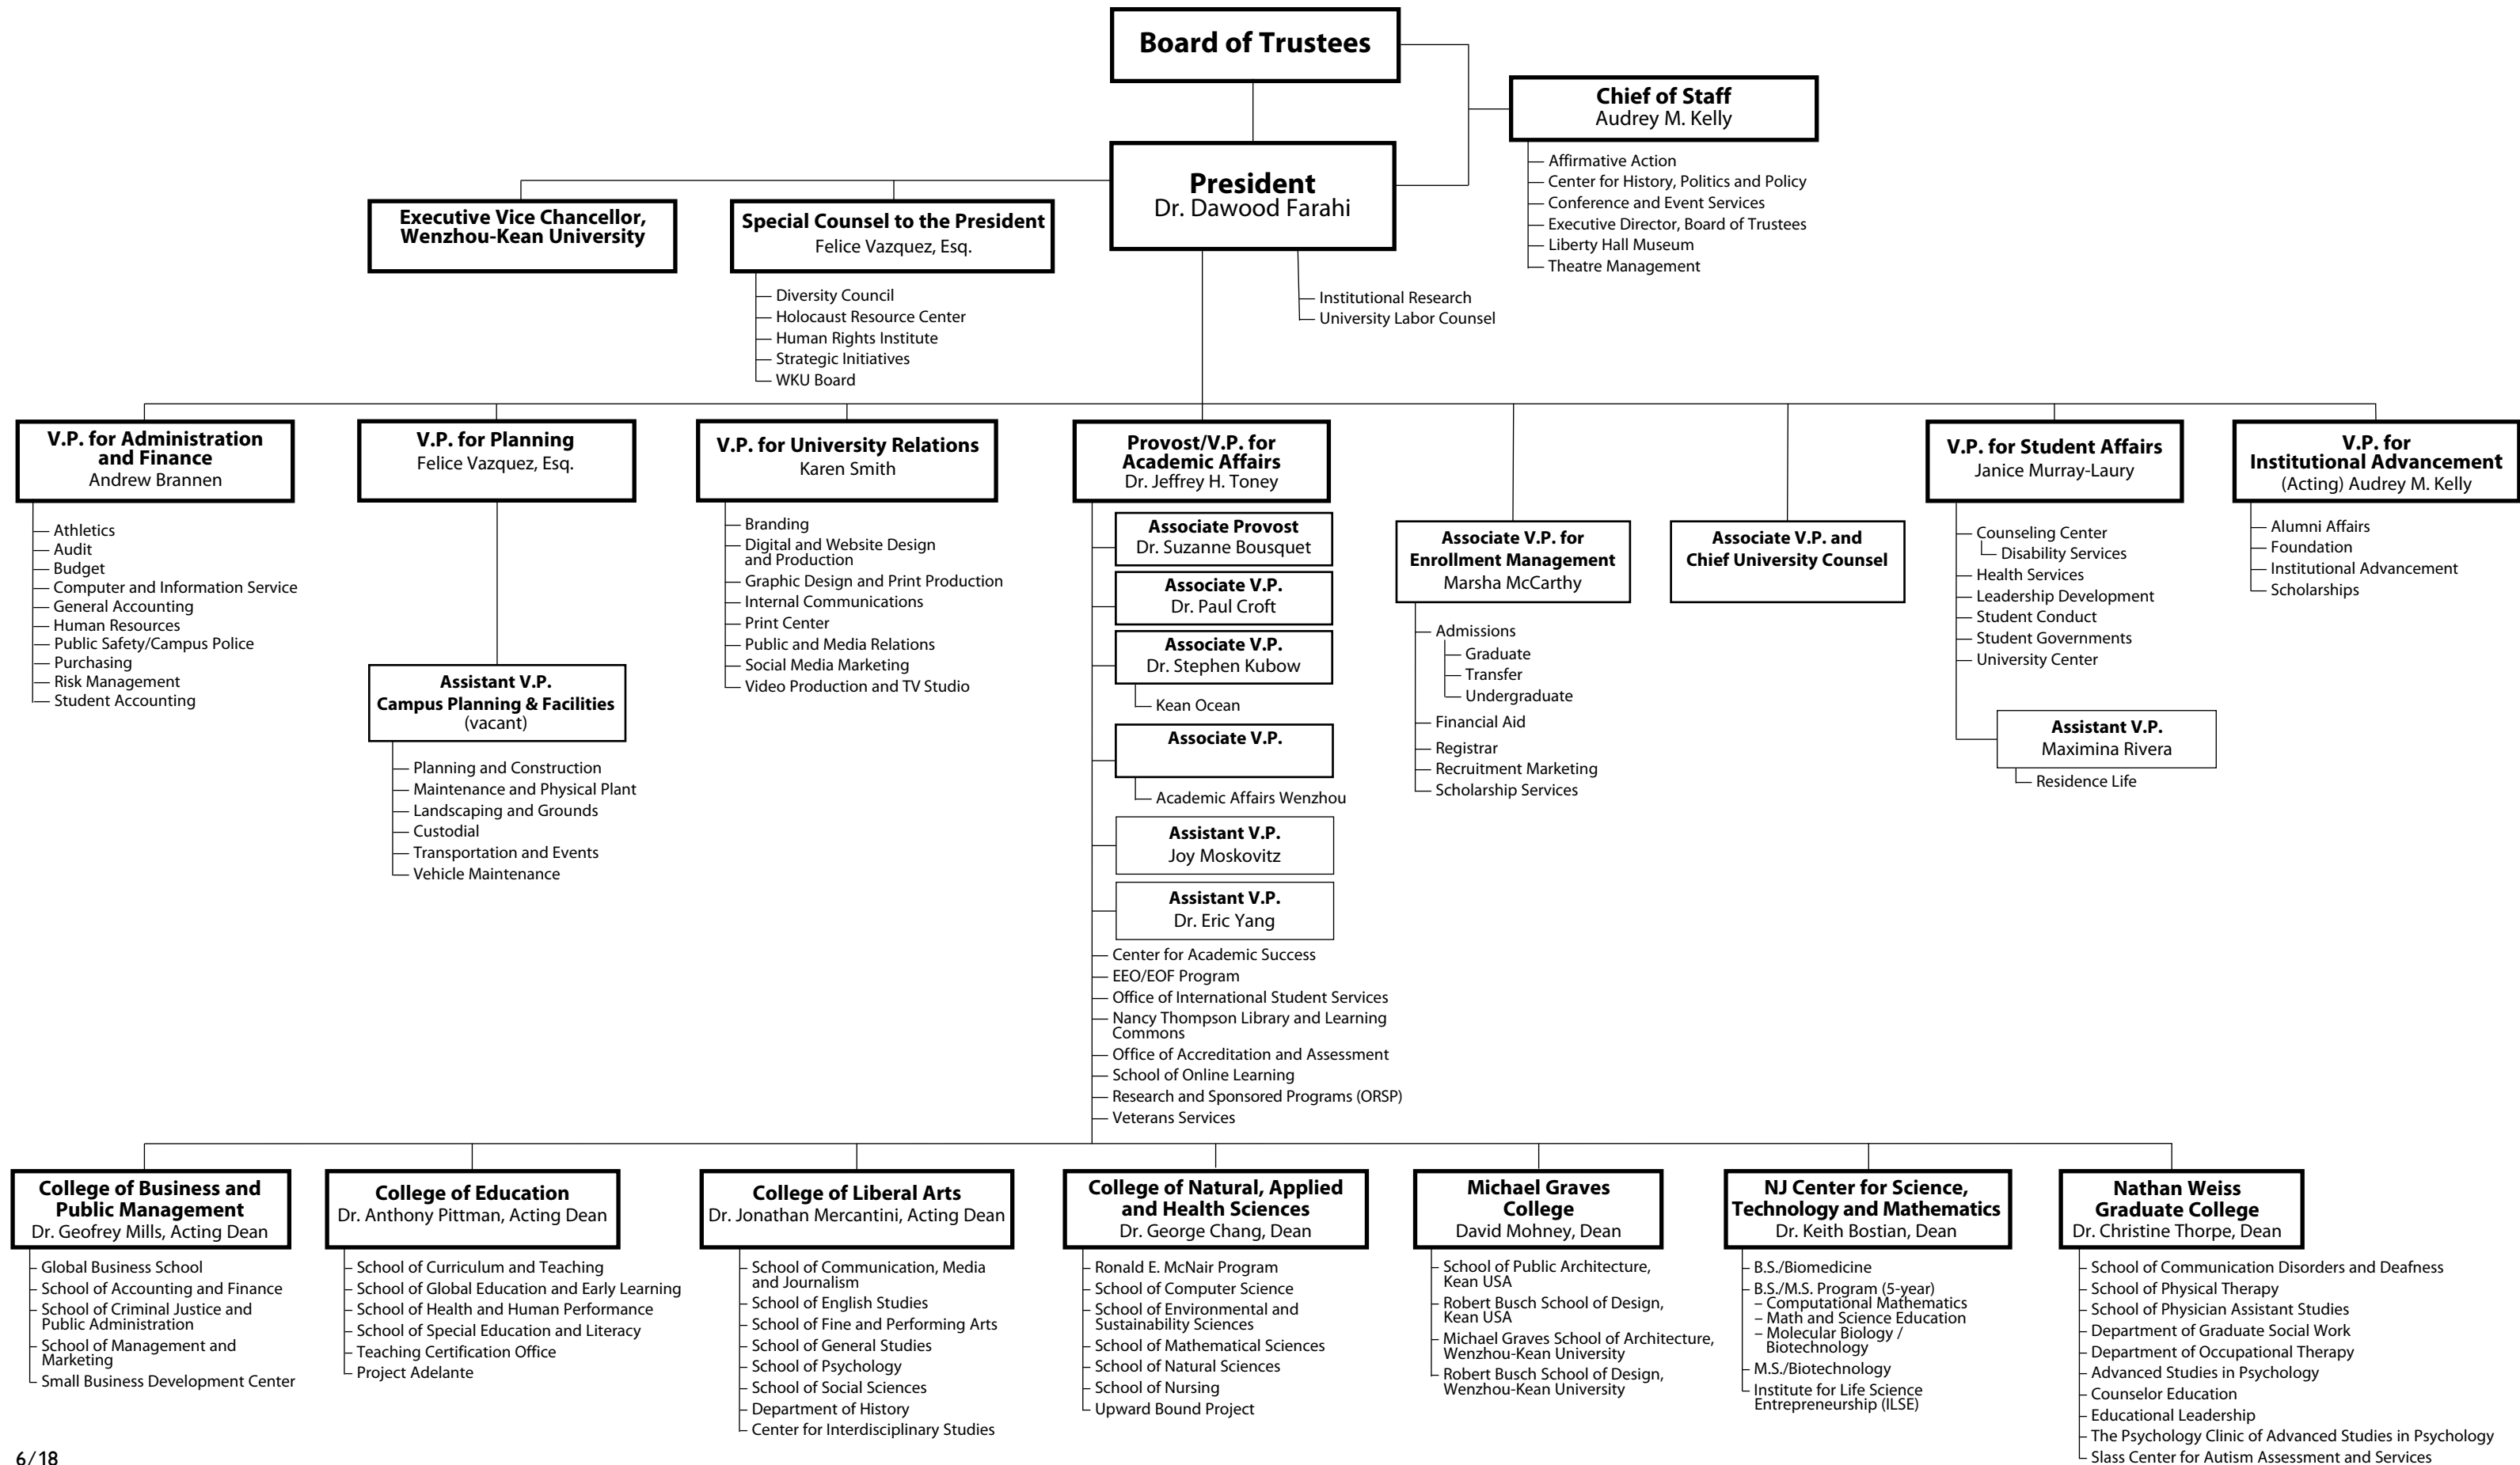 Board of Trustees
Chief of Staff
Audrey M. Kelly
Affirmative Action
Center for History, Politics and Policy
Conference and Event Services
Executive Director, Board of Trustees
Liberty Hall Museum
Theatre Management
President
Dr. Dawood Farahi
Institutional Research
University Labor Counsel
Executive Vice Chancellor,
Wenzhou-Kean University
Special Counsel to the President
Felice Vazquez, Esq.
Diversity Council
Holocaust Resource Center
Human Rights Institute
Strategic Initiatives
WKU Board
V.P. for Administration
and Finance
Andrew Brannen
Athletics
Audit
Budget
Computer and Information Service
General Accounting
Human Resources
Public Safety/Campus Police
Purchasing
Risk Management
Student Accounting
V.P. for Planning
Felice Vazquez, Esq.
Assistant V.P.
Campus Planning & Facilities
(vacant)
Planning and Construction
Maintenance and Physical Plant
Landscaping and Grounds
Custodial
Transportation and Events
Vehicle Maintenance
V.P. for University Relations
Karen Smith
Branding
Digital and Website Design
and Production
Graphic Design and Print Production
Internal Communications
Print Center
Public and Media Relations
Social Media Marketing
Video Production and TV Studio
Provost/V.P. for
Academic Affairs
Dr. Jeffrey H. Toney
Associate Provost
Dr. Suzanne Bousquet
Associate V.P.
Dr. Paul Croft
Associate V.P.
Dr. Stephen Kubow
Kean Ocean
Associate V.P.
Academic Affairs Wenzhou
Assistant V.P.
Joy Moskovitz
Assistant V.P.
Dr. Eric Yang
Center for Academic Success
EEO/EOF Program
Office of International Student Services
Nancy Thompson Library and Learning
Commons
Office of Accreditation and Assessment
School of Online Learning
Research and Sponsored Programs (ORSP)
Veterans Services
Associate V.P. for
Enrollment Management
Marsha McCarthy
Admissions
Graduate
Transfer
Undergraduate
Financial Aid
Registrar
Recruitment Marketing
Scholarship Services
Associate V.P. and
Chief University Counsel
V.P. for Student Affairs
Janice Murray-Laury
Counseling Center
Disability Services
Health Services
Leadership Development
Student Conduct
Student Governments
University Center
Assistant V.P.
Maximina Rivera
Residence Life
V.P. for
Institutional Advancement
(Acting) Audrey M. Kelly
Alumni Affairs
Foundation
Institutional Advancement
Scholarships
College of Business and
Public Management
Dr. Geofrey Mills, Acting Dean
Global Business School
School of Accounting and Finance
School of Criminal Justice and
Public Administration
School of Management and
Marketing
Small Business Development Center
College of Education
Dr. Anthony Pittman, Acting Dean
School of Curriculum and Teaching
School of Global Education and Early Learning
School of Health and Human Performance
School of Special Education and Literacy
Teaching Certification Office
Project Adelante
College of Liberal Arts
Dr. Jonathan Mercantini, Acting Dean
School of Communication, Media
and Journalism
School of English Studies
School of Fine and Performing Arts
School of General Studies
School of Psychology
School of Social Sciences
Department of History
Center for Interdisciplinary Studies
College of Natural, Applied
and Health Sciences
Dr. George Chang, Dean
Ronald E. McNair Program
School of Computer Science
School of Environmental and
Sustainability Sciences
School of Mathematical Sciences
School of Natural Sciences
School of Nursing
Upward Bound Project
Michael Graves
College
David Mohney, Dean
School of Public Architecture,
Kean USA
Robert Busch School of Design,
Kean USA
Michael Graves School of Architecture,
Wenzhou-Kean University
Robert Busch School of Design,
Wenzhou-Kean University
NJ Center for Science,
Technology and Mathematics
Dr. Keith Bostian, Dean
B.S./Biomedicine
B.S./M.S. Program (5-year)
– Computational Mathematics
– Math and Science Education
– Molecular Biology /
Biotechnology
M.S./Biotechnology
Institute for Life Science
Entrepreneurship (ILSE)
Nathan Weiss
Graduate College
Dr. Christine Thorpe, Dean
School of Communication Disorders and Deafness
School of Physical Therapy
School of Physician Assistant Studies
Department of Graduate Social Work
Department of Occupational Therapy
Advanced Studies in Psychology
Counselor Education
Educational Leadership
The Psychology Clinic of Advanced Studies in Psychology
Slass Center for Autism Assessment and Services
6/18